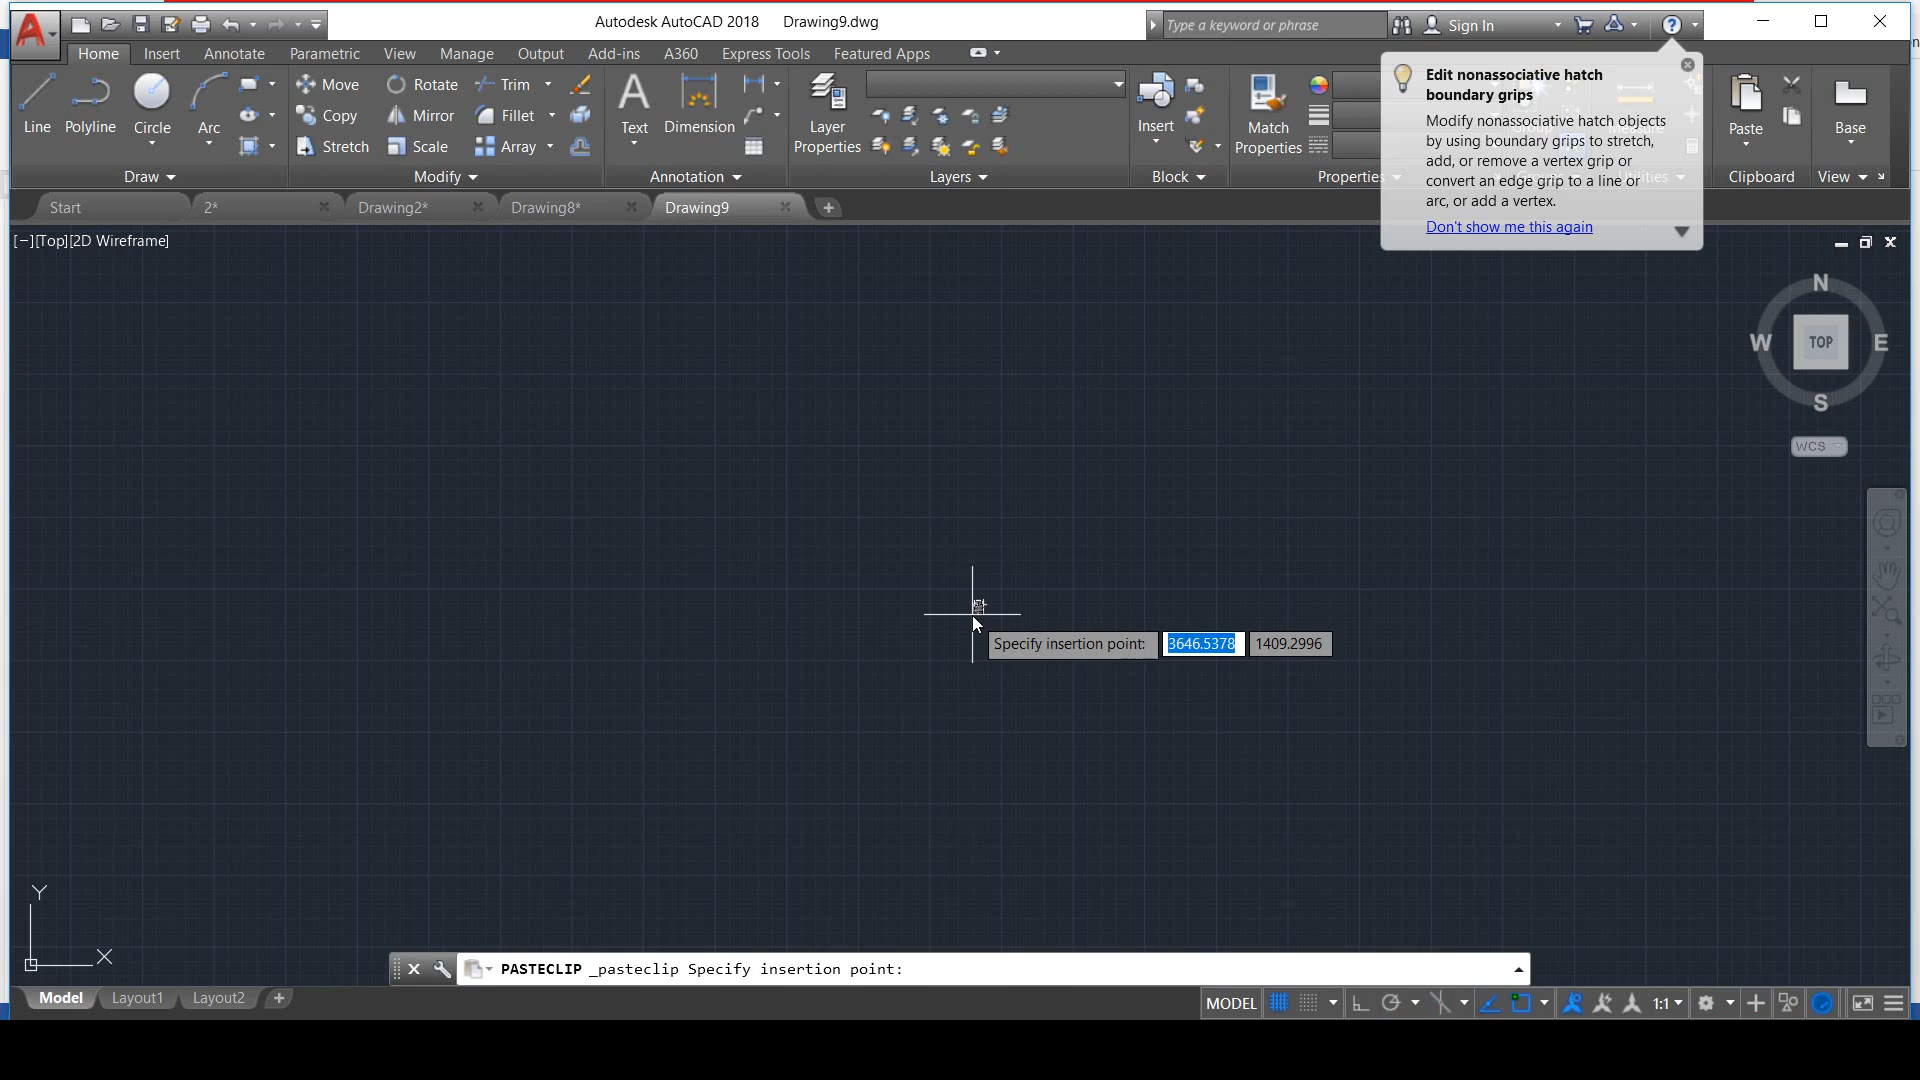 Autodesk AutoCAD 2018 Drawing9.dwg
Type a keyword or phrase
Sign In
Home Insert Annotate Parametric View Manage Output Add-ins A360 Express Tools Featured Apps
Line Polyline Circle Arc
Move Rotate Trim
Copy Mirror Fillet
Stretch Scale Array
Text Dimension
Layer
Properties
Insert
Match
Properties
Group
Measure
Paste
Base
Draw Modify Annotation Layers Block Properties Groups Utilities Clipboard View
Edit nonassociative hatch
boundary grips
Modify nonassociative hatch objects
by using boundary grips to stretch,
add, or remove a vertex grip or
convert an edge grip to a line or
arc, or add a vertex.
Don't show me this again
Start 2* Drawing2* Drawing8* Drawing9
[−][Top][2D Wireframe]
N
W TOP E
S
WCS
Specify insertion point: 3646.5378 1409.2996
Y
X
PASTECLIP _pasteclip Specify insertion point:
Model Layout1 Layout2
MODEL 1:1